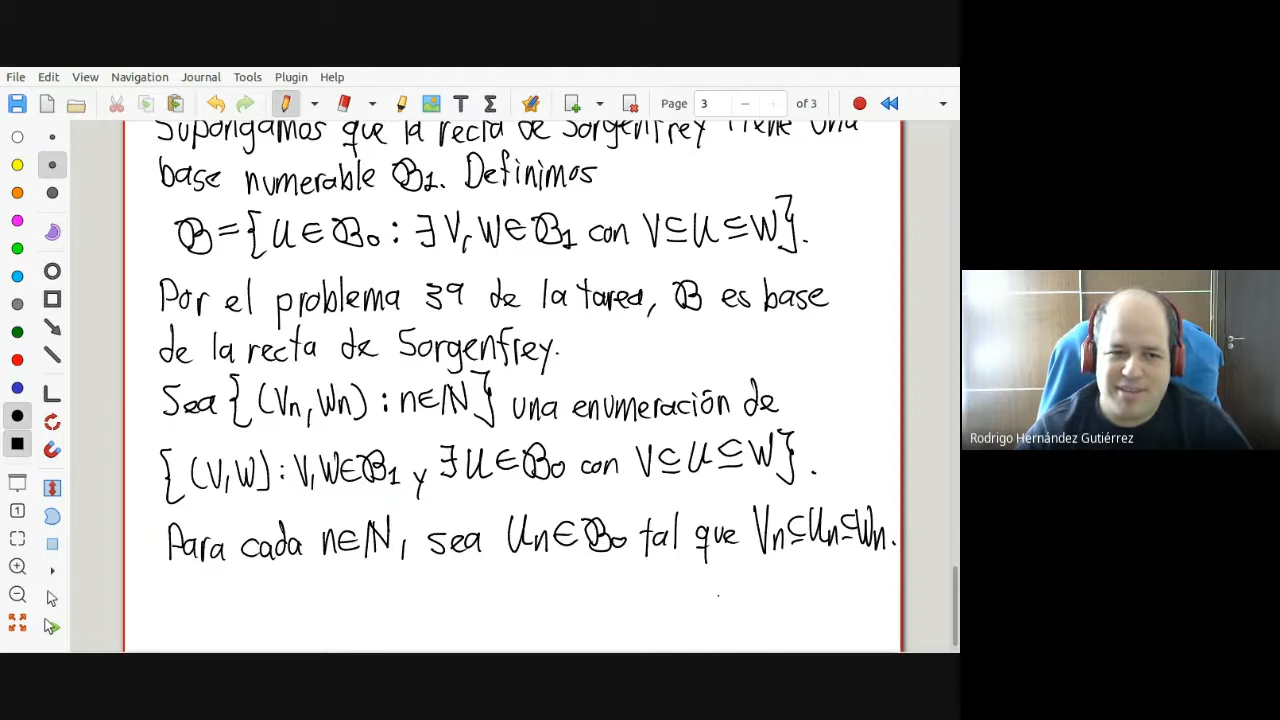 File Edit View Navigation Journal Tools Plugin Help
Page 3 of 3
Supongamos que la recta de Sorgenfrey tiene una
base numerable B₁. Definimos
B = { U ∈ B₀ : ∃ V, W ∈ B₁ con V ⊆ U ⊆ W }.
Por el problema 39 de la tarea, B es base
de la recta de Sorgenfrey.
Sea { (Vn, Wn) : n ∈ ℕ } una enumeración de
{ (V, W) : V, W ∈ B₁ y ∃ U ∈ B₀ con V ⊆ U ⊆ W }.
Para cada n ∈ ℕ, sea Un ∈ B₀ tal que Vn ⊆ Un ⊆ Wn.
Rodrigo Hernández Gutiérrez